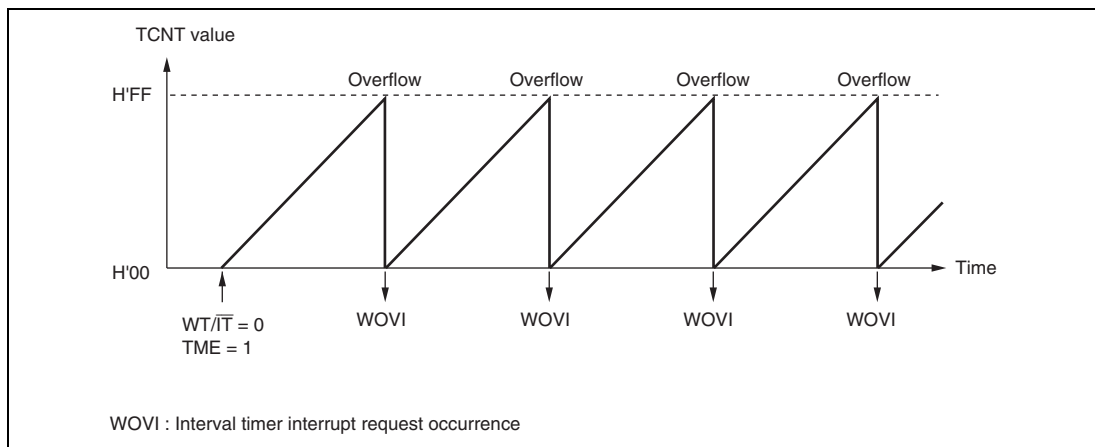 TCNT value
Overflow Overflow Overflow Overflow
H'FF
H'00
Time
WT/I̅T̅ = 0
TME = 1
WOVI WOVI WOVI WOVI
WOVI : Interval timer interrupt request occurrence